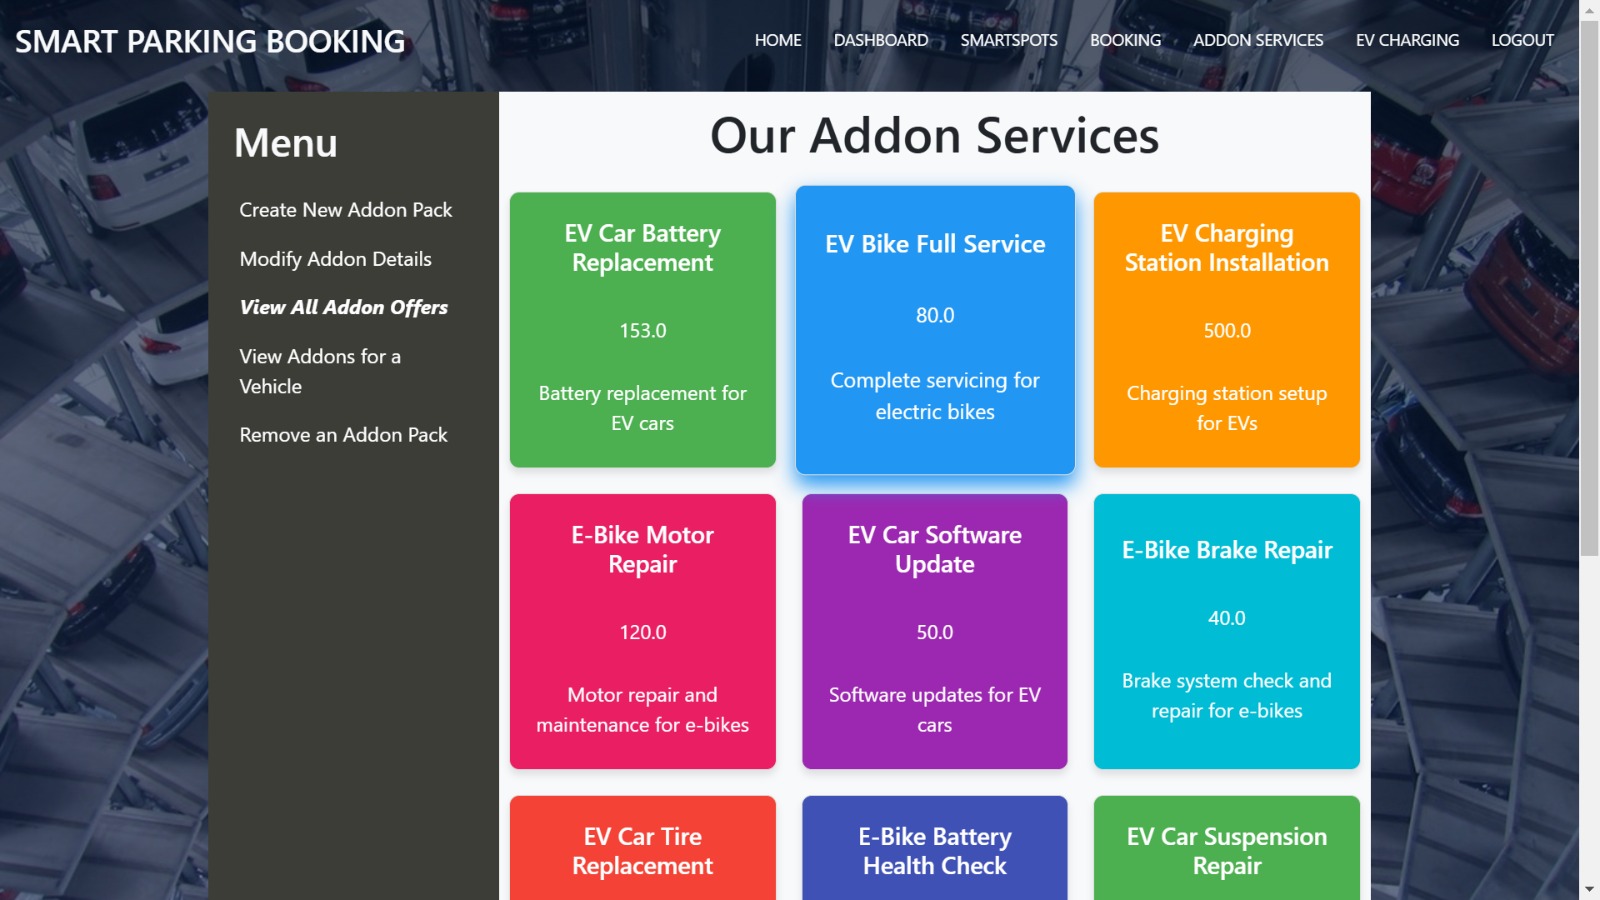 SMART PARKING BOOKING
HOME DASHBOARD SMARTSPOTS BOOKING ADDON SERVICES EV CHARGING LOGOUT
Menu
Create New Addon Pack
Modify Addon Details
View All Addon Offers
View Addons for a
Vehicle
Remove an Addon Pack
Our Addon Services
EV Car Battery
Replacement
153.0
Battery replacement for
EV cars
EV Bike Full Service
80.0
Complete servicing for
electric bikes
EV Charging
Station Installation
500.0
Charging station setup
for EVs
E-Bike Motor
Repair
120.0
Motor repair and
maintenance for e-bikes
EV Car Software
Update
50.0
Software updates for EV
cars
E-Bike Brake Repair
40.0
Brake system check and
repair for e-bikes
EV Car Tire
Replacement
E-Bike Battery
Health Check
EV Car Suspension
Repair